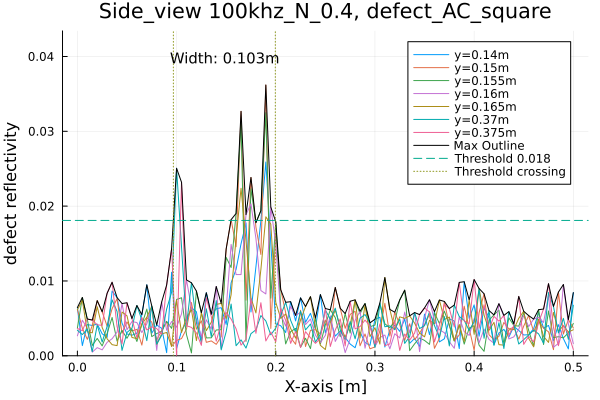 Side_view 100khz_N_0.4, defect_AC_square
Width: 0.103m
y=0.14m
y=0.15m
y=0.155m
y=0.16m
y=0.165m
y=0.37m
y=0.375m
Max Outline
Threshold 0.018
Threshold crossing
defect reflectivity
0.04
0.03
0.02
0.01
0.00
0.0 0.1 0.2 0.3 0.4 0.5
X-axis [m]